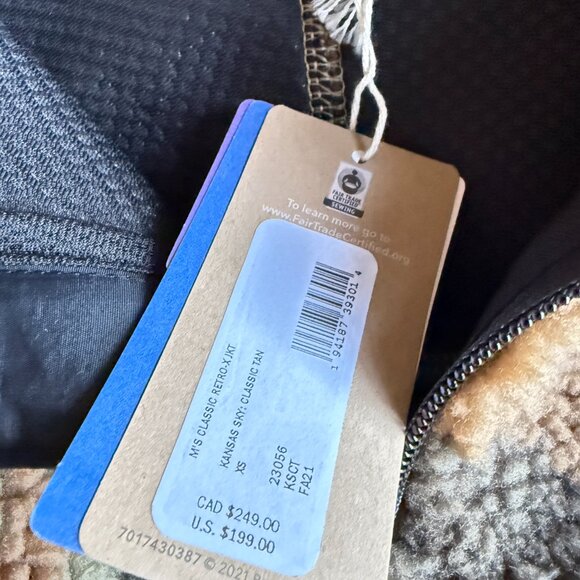 FAIR TRADE
CERTIFIED
SEWING
To learn more go to
www.FairTradeCertified.org
1 94187 39301 4
M'S CLASSIC RETRO-X JKT
KANSAS SKY: CLASSIC TAN
XS
23056
KSCT
FA21
CAD $249.00
U.S. $199.00
7017430387 © 2021